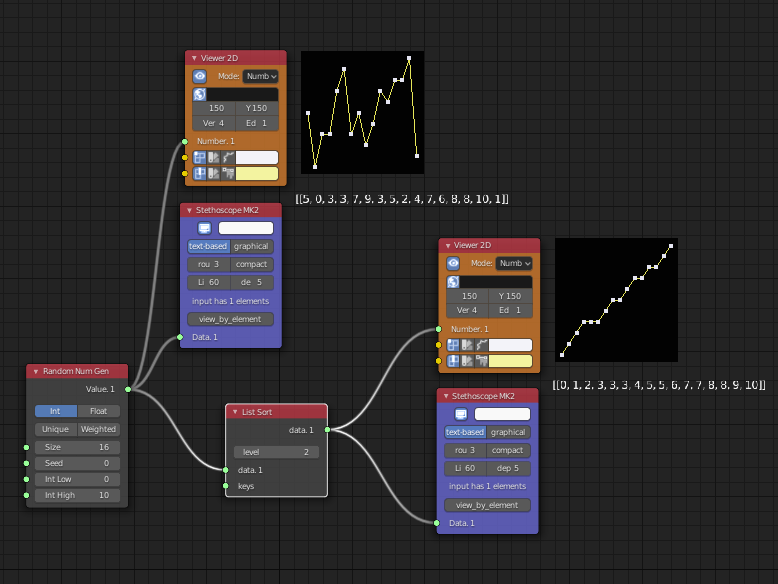 Viewer 2D
Mode: Numb
150 Y 150
Ver 4 Ed 1
Number. 1
[[5, 0, 3, 3, 7, 9, 3, 5, 2, 4, 7, 6, 8, 8, 10, 1]]
Stethoscope MK2
text-based graphical
rou 3 compact
Li 60 de 5
input has 1 elements
view_by_element
Data. 1
Viewer 2D
Mode: Numb
150 Y 150
Ver 4 Ed 1
Number. 1
[[0, 1, 2, 3, 3, 3, 4, 5, 5, 6, 7, 7, 8, 8, 9, 10]]
Random Num Gen
Value. 1
Int Float
Unique Weighted
Size 16
Seed 0
Int Low 0
Int High 10
List Sort
data. 1
level 2
data. 1
keys
Stethoscope MK2
text-based graphical
rou 3 compact
Li 60 dep 5
input has 1 elements
view_by_element
Data. 1